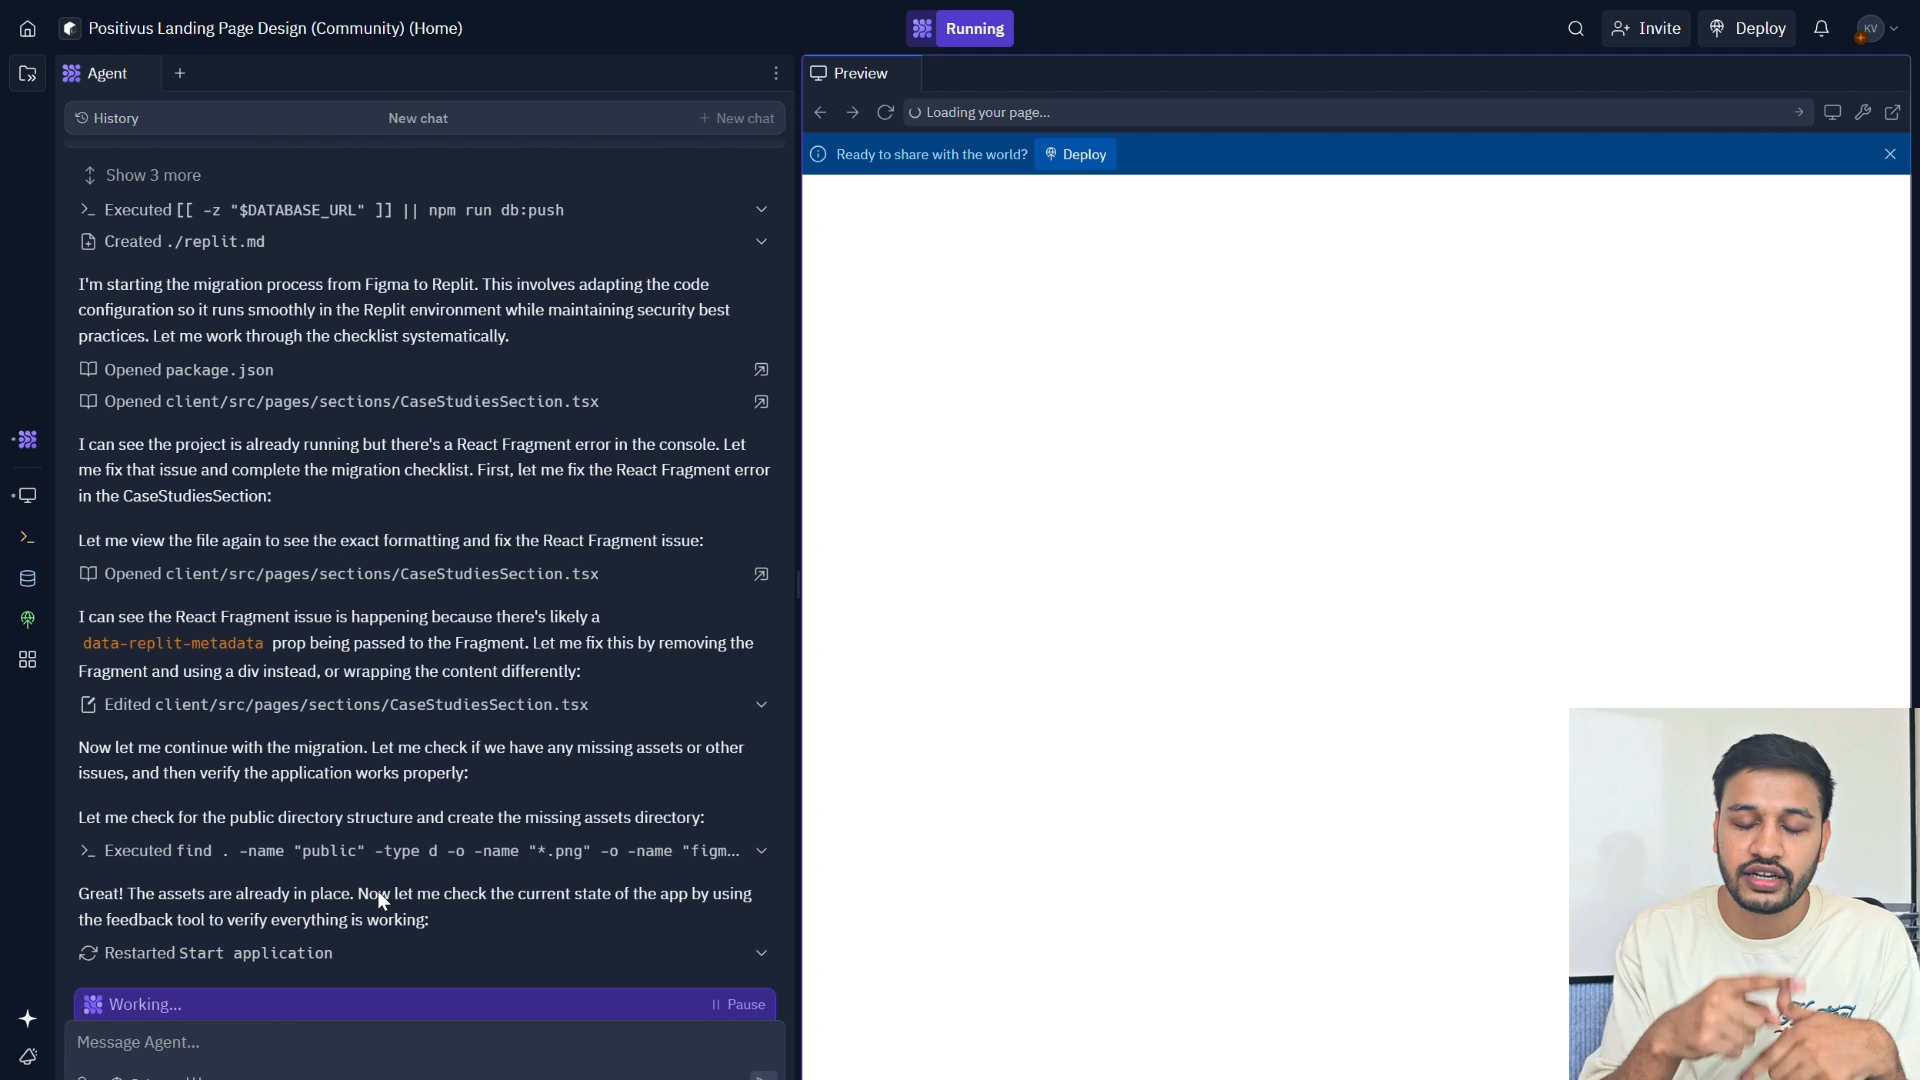 Positivus Landing Page Design (Community) (Home)
Running
Invite
Deploy
KV
Agent
Preview
History
New chat
+ New chat
Loading your page...
Ready to share with the world?
Deploy
Show 3 more
>_ Executed [[ -z "$DATABASE_URL" ]] || npm run db:push
Created ./replit.md
I'm starting the migration process from Figma to Replit. This involves adapting the code
configuration so it runs smoothly in the Replit environment while maintaining security best
practices. Let me work through the checklist systematically.
Opened package.json
Opened client/src/pages/sections/CaseStudiesSection.tsx
I can see the project is already running but there's a React Fragment error in the console. Let
me fix that issue and complete the migration checklist. First, let me fix the React Fragment error
in the CaseStudiesSection:
Let me view the file again to see the exact formatting and fix the React Fragment issue:
Opened client/src/pages/sections/CaseStudiesSection.tsx
I can see the React Fragment issue is happening because there's likely a
data-replit-metadata prop being passed to the Fragment. Let me fix this by removing the
Fragment and using a div instead, or wrapping the content differently:
Edited client/src/pages/sections/CaseStudiesSection.tsx
Now let me continue with the migration. Let me check if we have any missing assets or other
issues, and then verify the application works properly:
Let me check for the public directory structure and create the missing assets directory:
>_ Executed find . -name "public" -type d -o -name "*.png" -o -name "figm...
Great! The assets are already in place. Now let me check the current state of the app by using
the feedback tool to verify everything is working:
Restarted Start application
Working...
Pause
Message Agent...